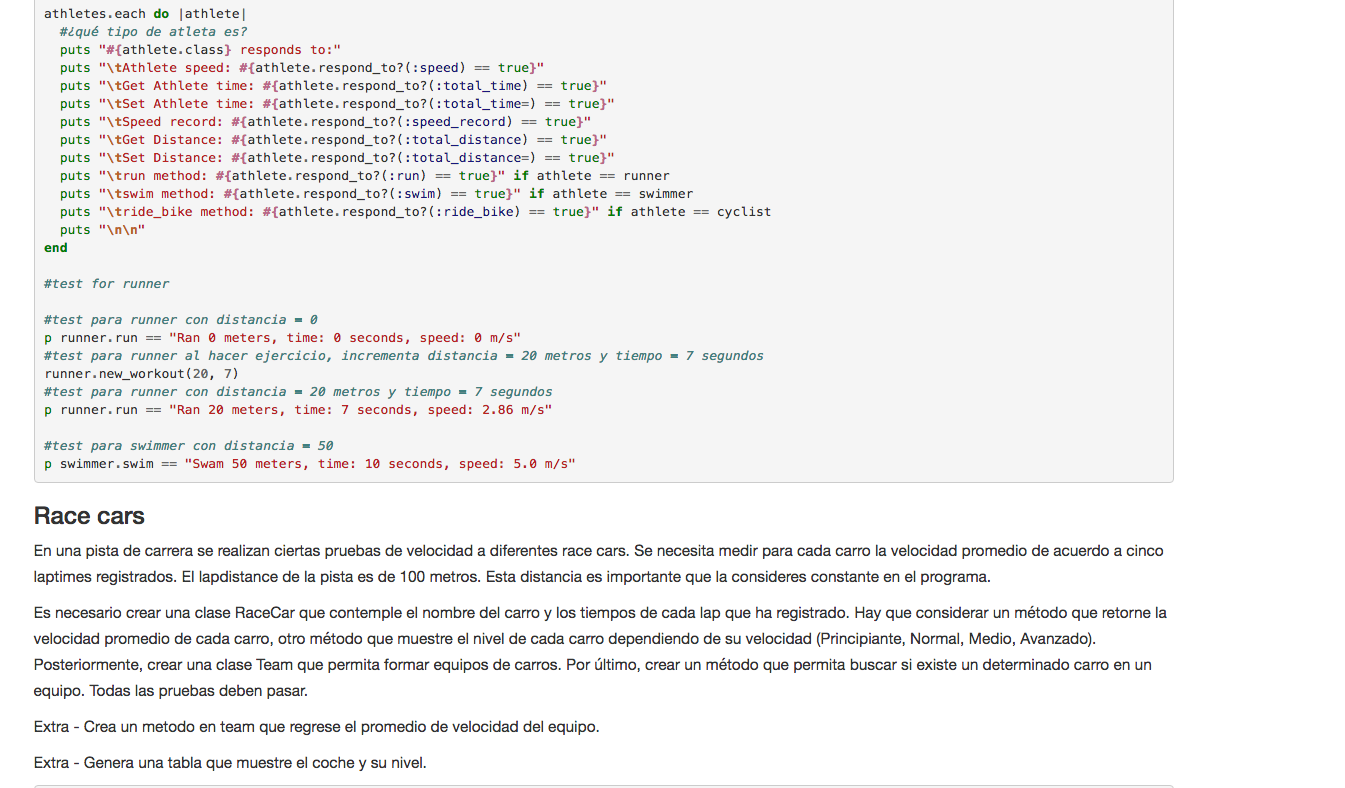 athletes.each do |athlete|
  #¿qué tipo de atleta es?
  puts "#{athlete.class} responds to:"
  puts "\tAthlete speed: #{athlete.respond_to?(:speed) == true}"
  puts "\tGet Athlete time: #{athlete.respond_to?(:total_time) == true}"
  puts "\tSet Athlete time: #{athlete.respond_to?(:total_time=) == true}"
  puts "\tSpeed record: #{athlete.respond_to?(:speed_record) == true}"
  puts "\tGet Distance: #{athlete.respond_to?(:total_distance) == true}"
  puts "\tSet Distance: #{athlete.respond_to?(:total_distance=) == true}"
  puts "\trun method: #{athlete.respond_to?(:run) == true}" if athlete == runner
  puts "\tswim method: #{athlete.respond_to?(:swim) == true}" if athlete == swimmer
  puts "\tride_bike method: #{athlete.respond_to?(:ride_bike) == true}" if athlete == cyclist
  puts "\n\n"
end
#test for runner
#test para runner con distancia = 0
p runner.run == "Ran 0 meters, time: 0 seconds, speed: 0 m/s"
#test para runner al hacer ejercicio, incrementa distancia = 20 metros y tiempo = 7 segundos
runner.new_workout(20, 7)
#test para runner con distancia = 20 metros y tiempo = 7 segundos
p runner.run == "Ran 20 meters, time: 7 seconds, speed: 2.86 m/s"
#test para swimmer con distancia = 50
p swimmer.swim == "Swam 50 meters, time: 10 seconds, speed: 5.0 m/s"
Race cars
En una pista de carrera se realizan ciertas pruebas de velocidad a diferentes race cars. Se necesita medir para cada carro la velocidad promedio de acuerdo a cinco
laptimes registrados. El lapdistance de la pista es de 100 metros. Esta distancia es importante que la consideres constante en el programa.
Es necesario crear una clase RaceCar que contemple el nombre del carro y los tiempos de cada lap que ha registrado. Hay que considerar un método que retorne la
velocidad promedio de cada carro, otro método que muestre el nivel de cada carro dependiendo de su velocidad (Principiante, Normal, Medio, Avanzado).
Posteriormente, crear una clase Team que permita formar equipos de carros. Por último, crear un método que permita buscar si existe un determinado carro en un
equipo. Todas las pruebas deben pasar.
Extra - Crea un metodo en team que regrese el promedio de velocidad del equipo.
Extra - Genera una tabla que muestre el coche y su nivel.